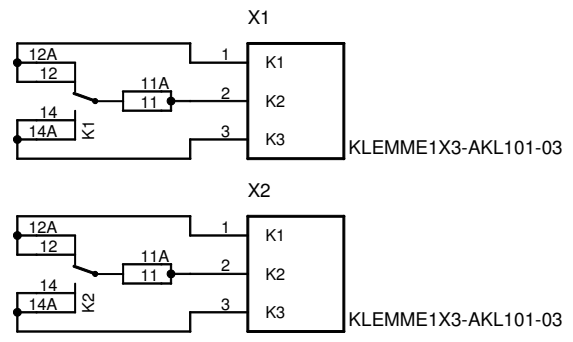 X1
12A 1 K1
12
11A
11 2 K2
14
14A K1 3 K3
KLEMME1X3-AKL101-03
X2
12A 1 K1
12
11A
11 2 K2
14
14A K2 3 K3
KLEMME1X3-AKL101-03